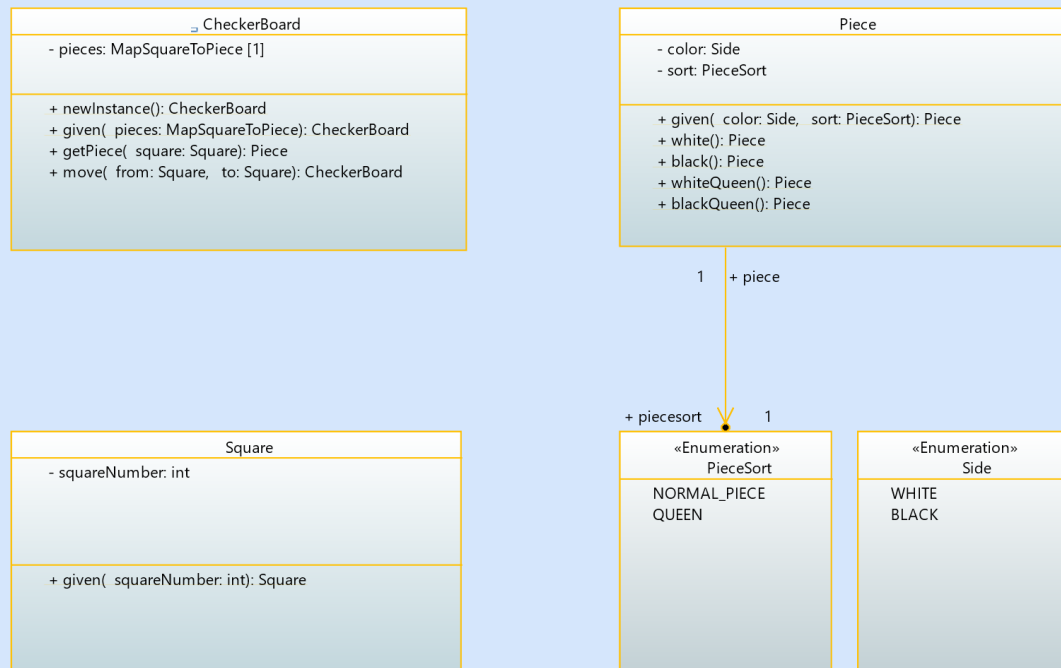 CheckerBoard
- pieces: MapSquareToPiece [1]
+ newInstance(): CheckerBoard
+ given( pieces: MapSquareToPiece): CheckerBoard
+ getPiece( square: Square): Piece
+ move( from: Square, to: Square): CheckerBoard
Piece
- color: Side
- sort: PieceSort
+ given( color: Side, sort: PieceSort): Piece
+ white(): Piece
+ black(): Piece
+ whiteQueen(): Piece
+ blackQueen(): Piece
1 + piece
+ piecesort 1
Square
- squareNumber: int
+ given( squareNumber: int): Square
«Enumeration»
PieceSort
NORMAL_PIECE
QUEEN
«Enumeration»
Side
WHITE
BLACK